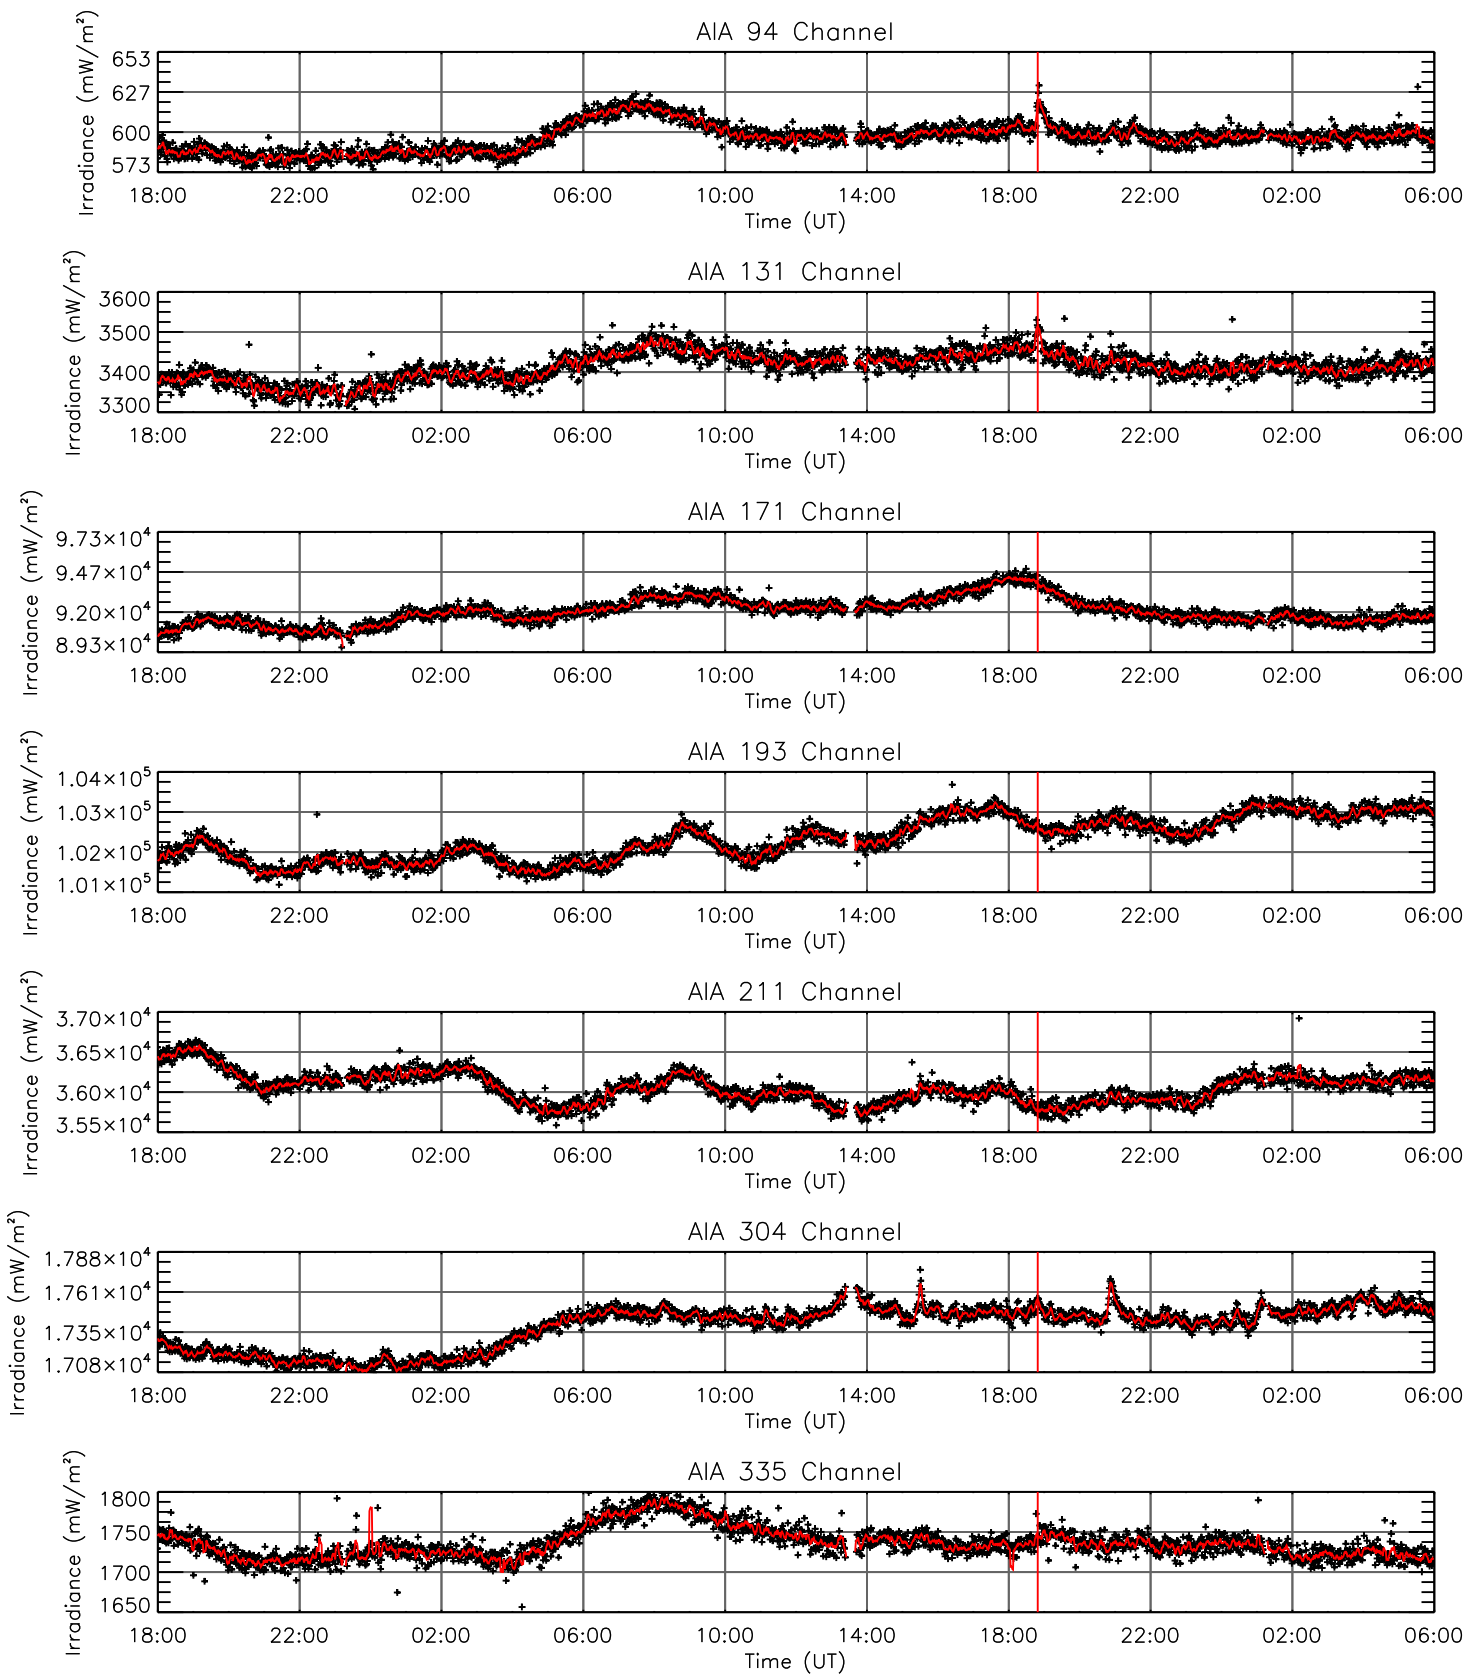 AIA 94 Channel
Irradiance (mW/m²)
653
627
600
573
18:00 22:00 02:00 06:00 10:00 14:00 18:00 22:00 02:00 06:00
Time (UT)
AIA 131 Channel
Irradiance (mW/m²)
3600
3500
3400
3300
18:00 22:00 02:00 06:00 10:00 14:00 18:00 22:00 02:00 06:00
Time (UT)
AIA 171 Channel
Irradiance (mW/m²)
9.73×10⁴
9.47×10⁴
9.20×10⁴
8.93×10⁴
18:00 22:00 02:00 06:00 10:00 14:00 18:00 22:00 02:00 06:00
Time (UT)
AIA 193 Channel
Irradiance (mW/m²)
1.04×10⁵
1.03×10⁵
1.02×10⁵
1.01×10⁵
18:00 22:00 02:00 06:00 10:00 14:00 18:00 22:00 02:00 06:00
Time (UT)
AIA 211 Channel
Irradiance (mW/m²)
3.70×10⁴
3.65×10⁴
3.60×10⁴
3.55×10⁴
18:00 22:00 02:00 06:00 10:00 14:00 18:00 22:00 02:00 06:00
Time (UT)
AIA 304 Channel
Irradiance (mW/m²)
1.788×10⁴
1.761×10⁴
1.735×10⁴
1.708×10⁴
18:00 22:00 02:00 06:00 10:00 14:00 18:00 22:00 02:00 06:00
Time (UT)
AIA 335 Channel
Irradiance (mW/m²)
1800
1750
1700
1650
18:00 22:00 02:00 06:00 10:00 14:00 18:00 22:00 02:00 06:00
Time (UT)